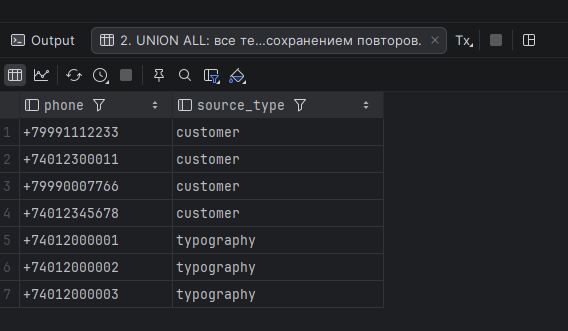 Output 2. UNION ALL: все те...сохранением повторов. × Tx
phone source_type
1 +79991112233 customer
2 +74012300011 customer
3 +79990007766 customer
4 +74012345678 customer
5 +74012000001 typography
6 +74012000002 typography
7 +74012000003 typography